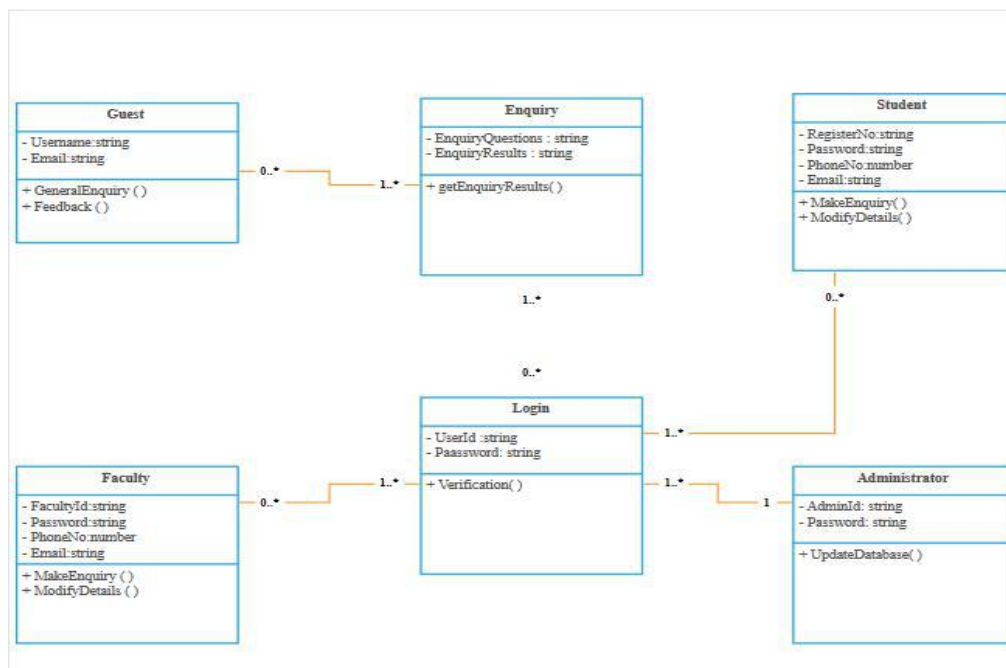 Guest
- Username:string
- Email:string
+ GeneralEnquiry ( )
+ Feedback ( )
0..*
1..*
Enquiry
- EnquiryQuestions : string
- EnquiryResults : string
+ getEnquiryResults( )
Student
- RegisterNo:string
- Password:string
- PhoneNo:number
- Email:string
+ MakeEnquiry( )
+ ModifyDetails( )
1..*
0..*
0..*
Login
- UserId :string
- Paassword: string
+ Verification( )
1..*
1..*
1
Faculty
- FacultyId:string
- Password:string
- PhoneNo:number
- Email:string
+ MakeEnquiry ( )
+ ModifyDetails ( )
0..*
1..*
Administrator
- AdminId: string
- Password: string
+ UpdateDatabase( )